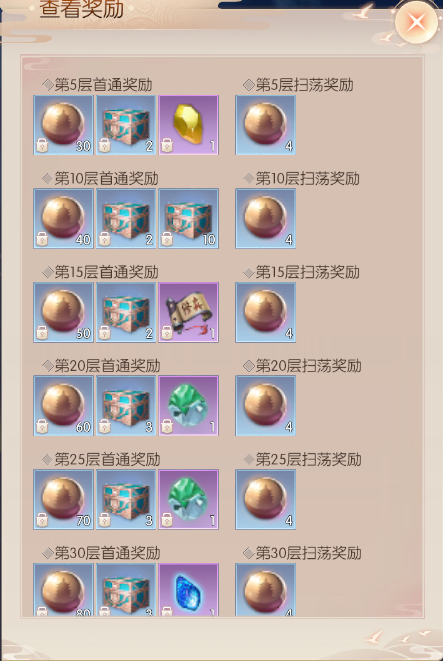 查看奖励
第5层首通奖励 第5层扫荡奖励
30 2 1 4
第10层首通奖励 第10层扫荡奖励
40 2 10 4
第15层首通奖励 第15层扫荡奖励
50 2 1 4
第20层首通奖励 第20层扫荡奖励
60 3 1 4
第25层首通奖励 第25层扫荡奖励
70 3 1 4
第30层首通奖励 第30层扫荡奖励
80 3 1 4